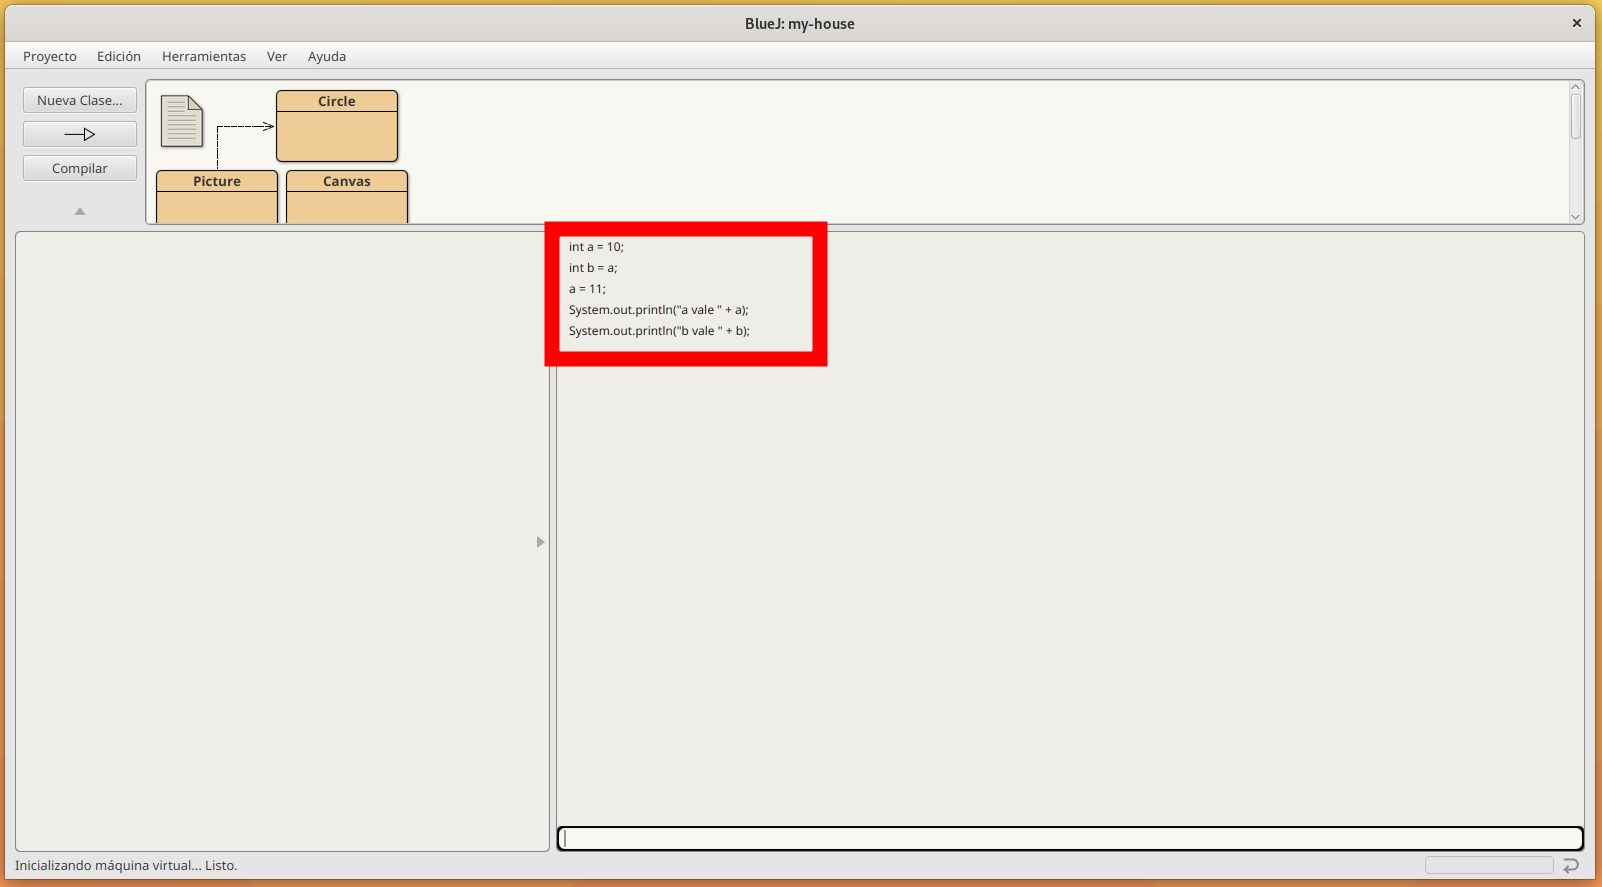 BlueJ: my-house
Proyecto Edición Herramientas Ver Ayuda
Nueva Clase...
Compilar
Circle
Picture
Canvas
int a = 10;
int b = a;
a = 11;
System.out.println("a vale " + a);
System.out.println("b vale " + b);
Inicializando máquina virtual... Listo.